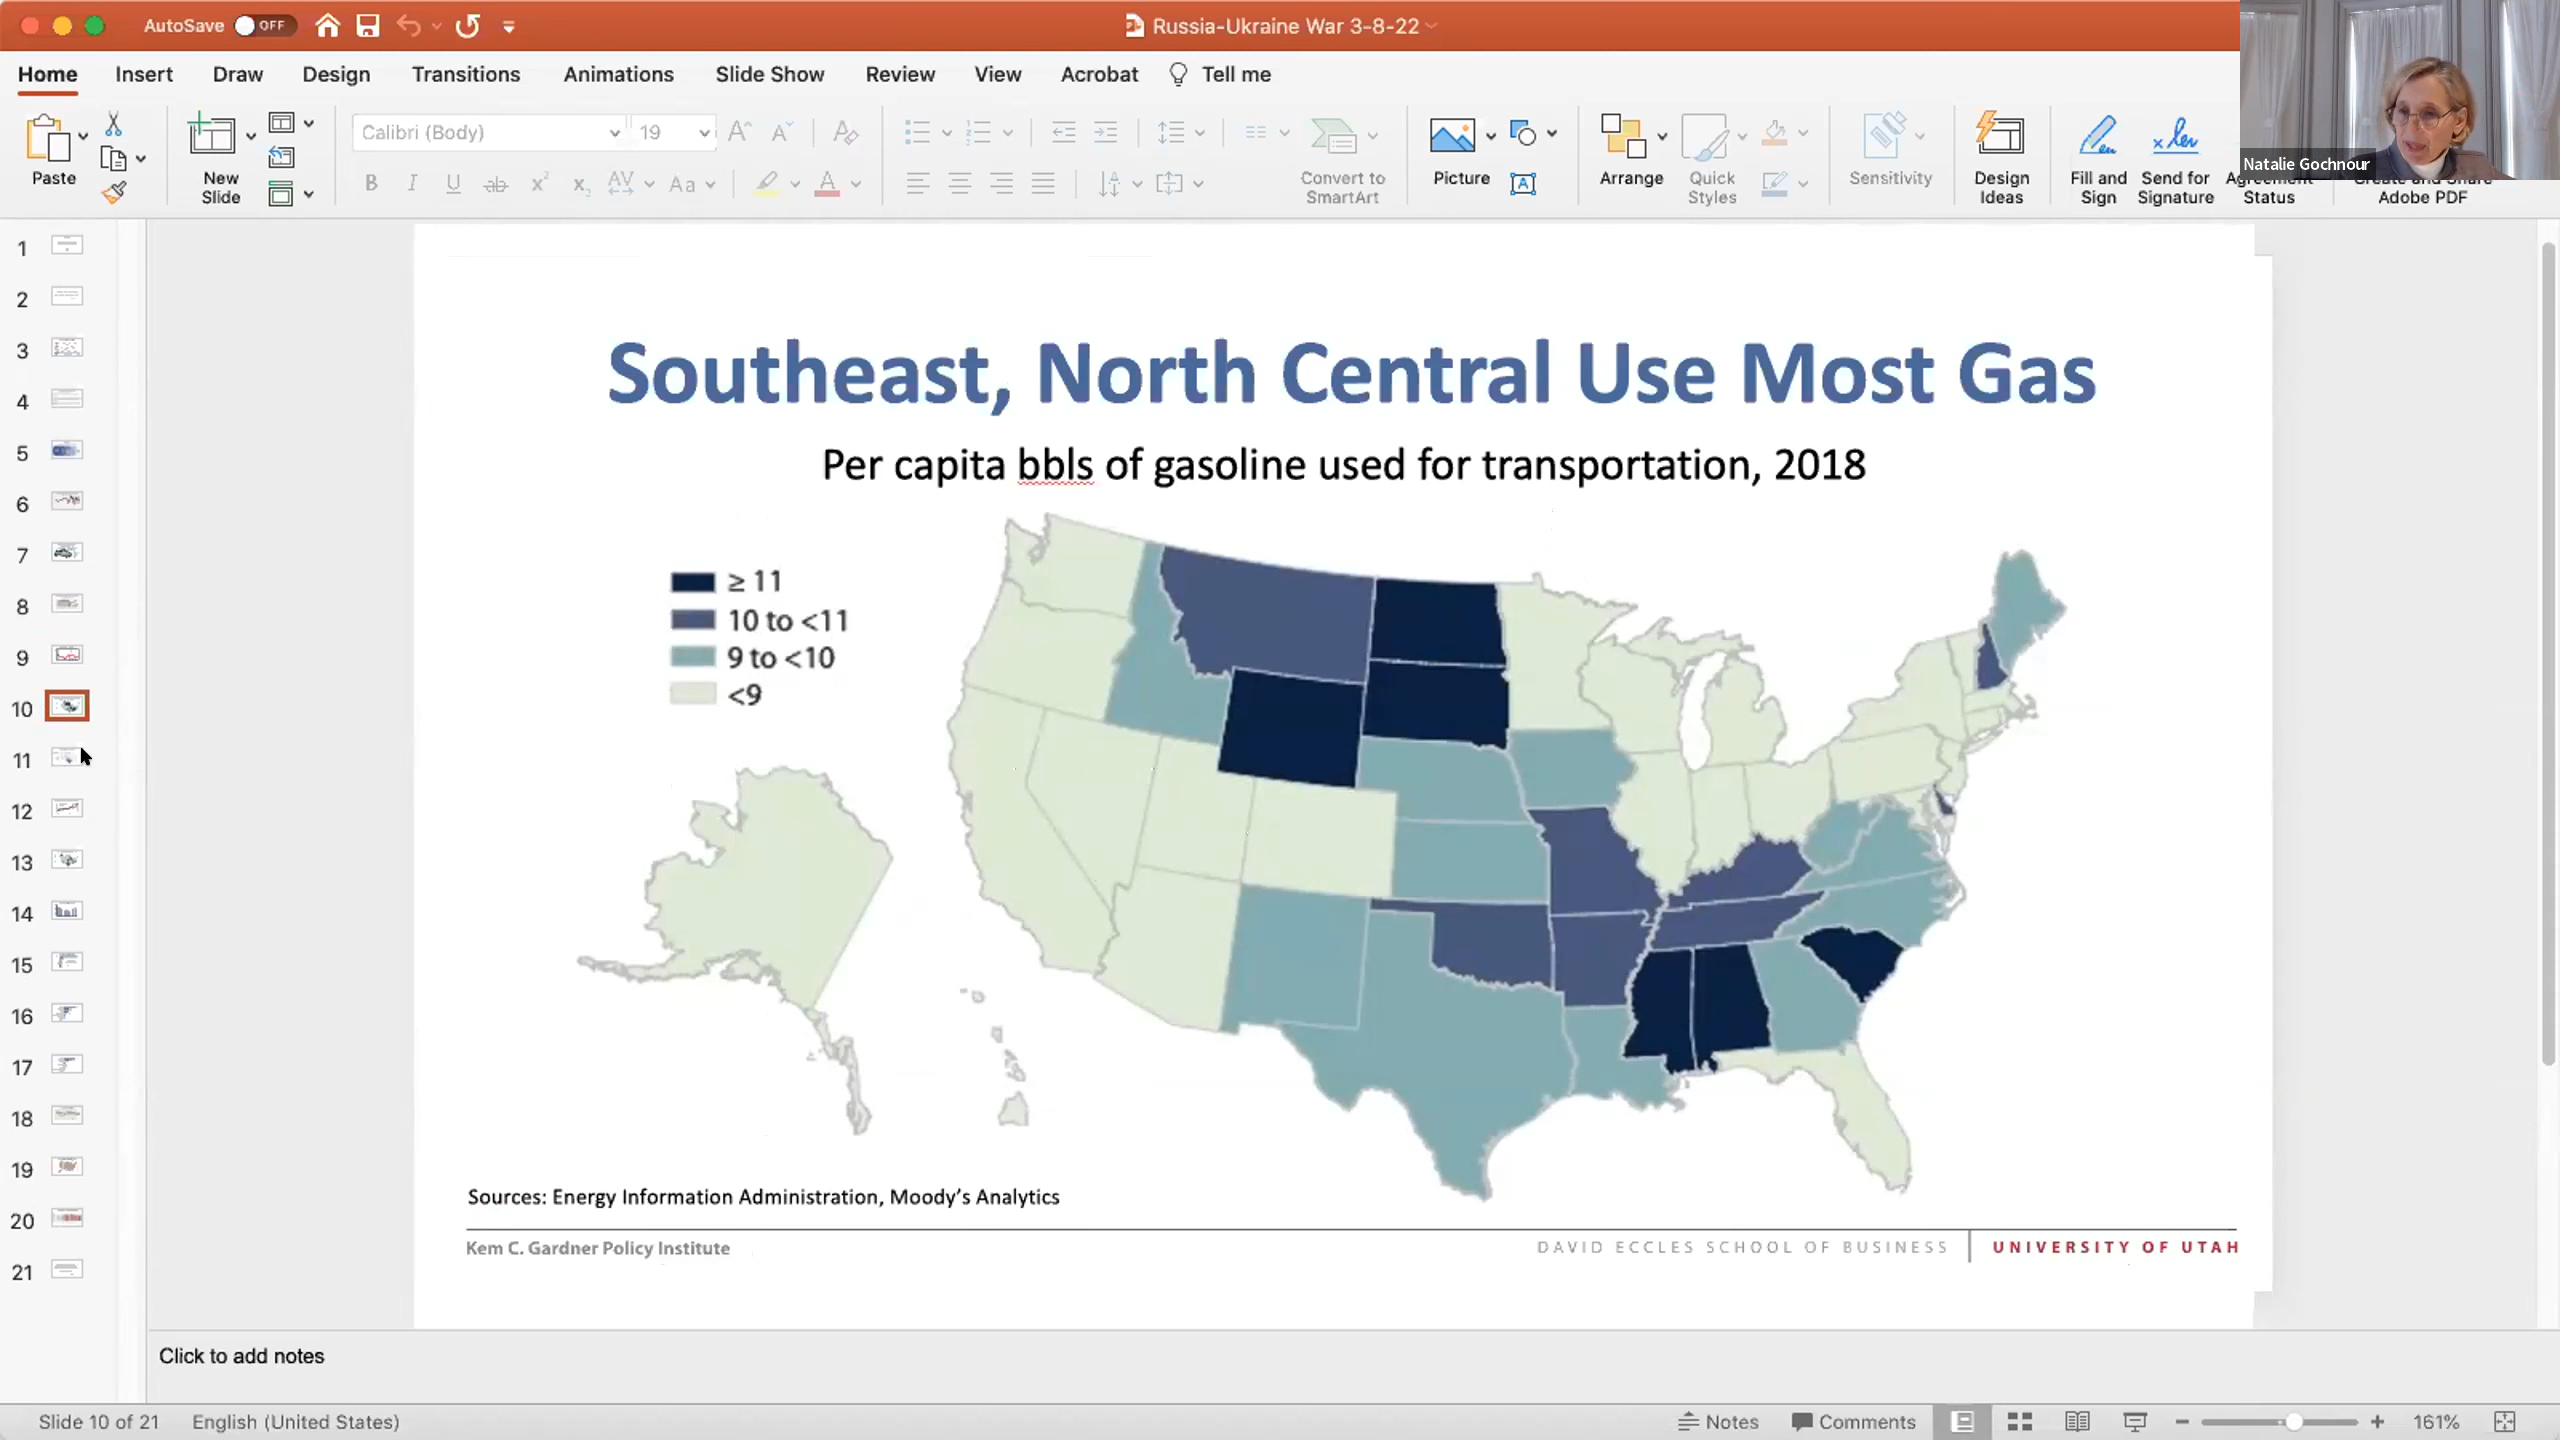 AutoSave OFF
Russia-Ukraine War 3-8-22
Home Insert Draw Design Transitions Animations Slide Show Review View Acrobat Tell me
Calibri (Body) 19
Paste
New
Slide
B I U ab x² x₂ AV Aa A
Convert to
SmartArt
Picture
A
Arrange
Quick
Styles
Sensitivity
Design
Ideas
Fill and
Sign
Send for
Signature
Agreement
Status
Create and Share
Adobe PDF
Natalie Gochnour
1
2
3
4
5
6
7
8
9
10
11
12
13
14
15
16
17
18
19
20
21
Southeast, North Central Use Most Gas
Per capita bbls of gasoline used for transportation, 2018
≥ 11
10 to <11
9 to <10
<9
Sources: Energy Information Administration, Moody's Analytics
Kem C. Gardner Policy Institute
DAVID ECCLES SCHOOL OF BUSINESS | UNIVERSITY OF UTAH
Click to add notes
Slide 10 of 21 English (United States)
Notes Comments 161%